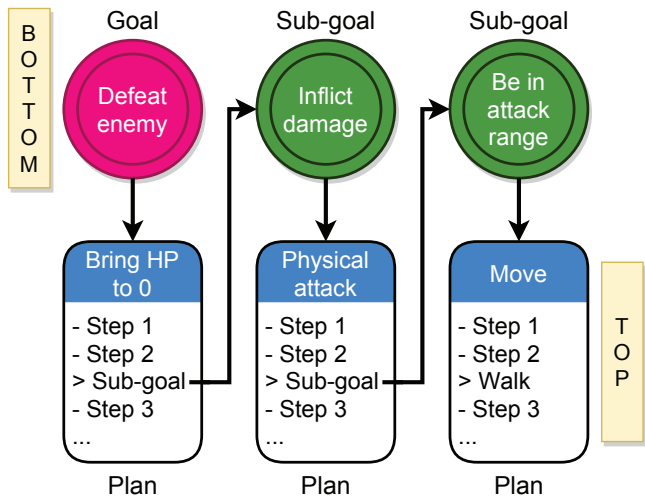 BOTTOM
Goal
Sub-goal
Sub-goal
Defeat
enemy
Inflict
damage
Be in
attack
range
Bring HP
to 0
- Step 1
- Step 2
> Sub-goal
- Step 3
...
Physical
attack
- Step 1
- Step 2
> Sub-goal
- Step 3
...
Move
- Step 1
- Step 2
> Walk
- Step 3
...
TOP
Plan
Plan
Plan